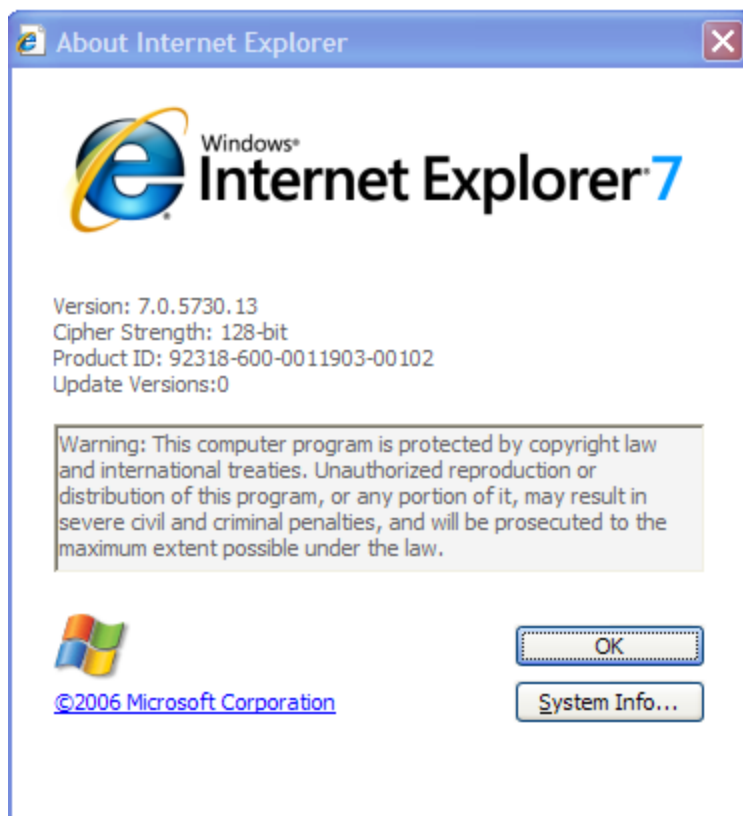 About Internet Explorer
Windows®
Internet Explorer®7
Version: 7.0.5730.13
Cipher Strength: 128-bit
Product ID: 92318-600-0011903-00102
Update Versions:0
Warning: This computer program is protected by copyright law
and international treaties. Unauthorized reproduction or
distribution of this program, or any portion of it, may result in
severe civil and criminal penalties, and will be prosecuted to the
maximum extent possible under the law.
OK
©2006 Microsoft Corporation
System Info...